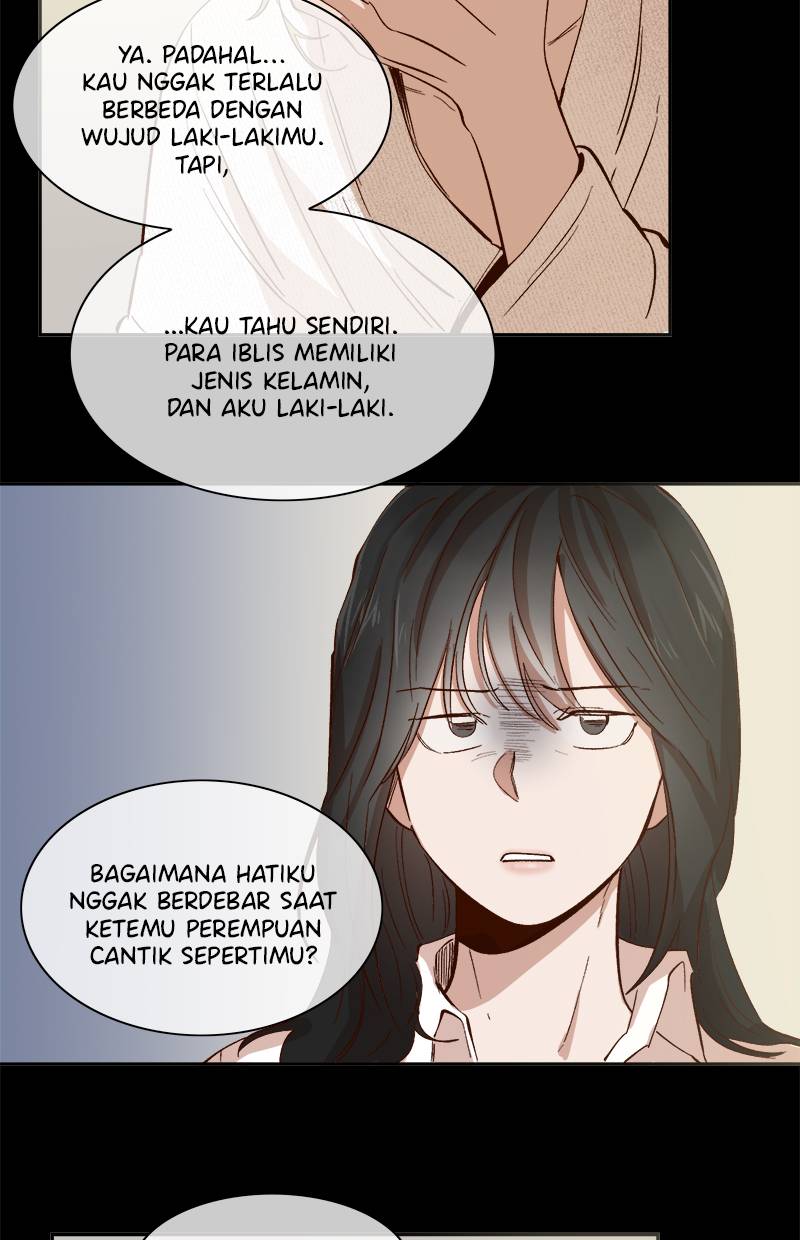 YA. PADAHAL...
KAU NGGAK TERLALU
BERBEDA DENGAN
WUJUD LAKI-LAKIMU.
TAPI,
...KAU TAHU SENDIRI.
PARA IBLIS MEMILIKI
JENIS KELAMIN,
DAN AKU LAKI-LAKI.
BAGAIMANA HATIKU
NGGAK BERDEBAR SAAT
KETEMU PEREMPUAN
CANTIK SEPERTIMU?